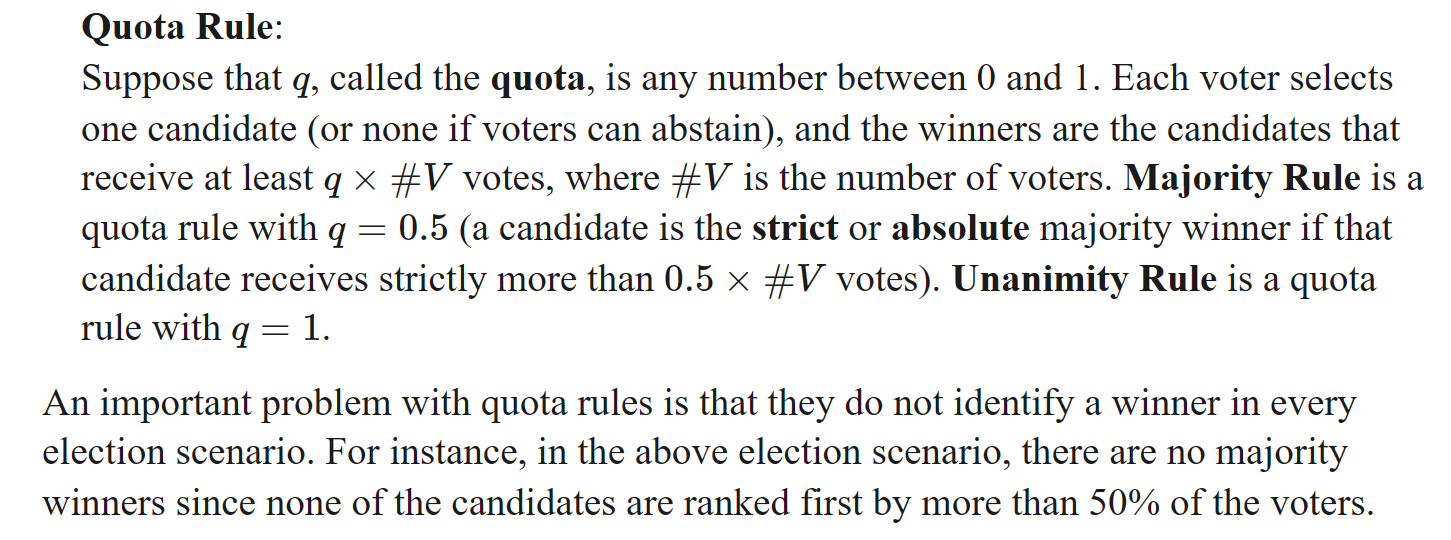 Quota Rule:
Suppose that q, called the quota, is any number between 0 and 1. Each voter selects
one candidate (or none if voters can abstain), and the winners are the candidates that
receive at least q × #V votes, where #V is the number of voters. Majority Rule is a
quota rule with q = 0.5 (a candidate is the strict or absolute majority winner if that
candidate receives strictly more than 0.5 × #V votes). Unanimity Rule is a quota
rule with q = 1.
An important problem with quota rules is that they do not identify a winner in every
election scenario. For instance, in the above election scenario, there are no majority
winners since none of the candidates are ranked first by more than 50% of the voters.